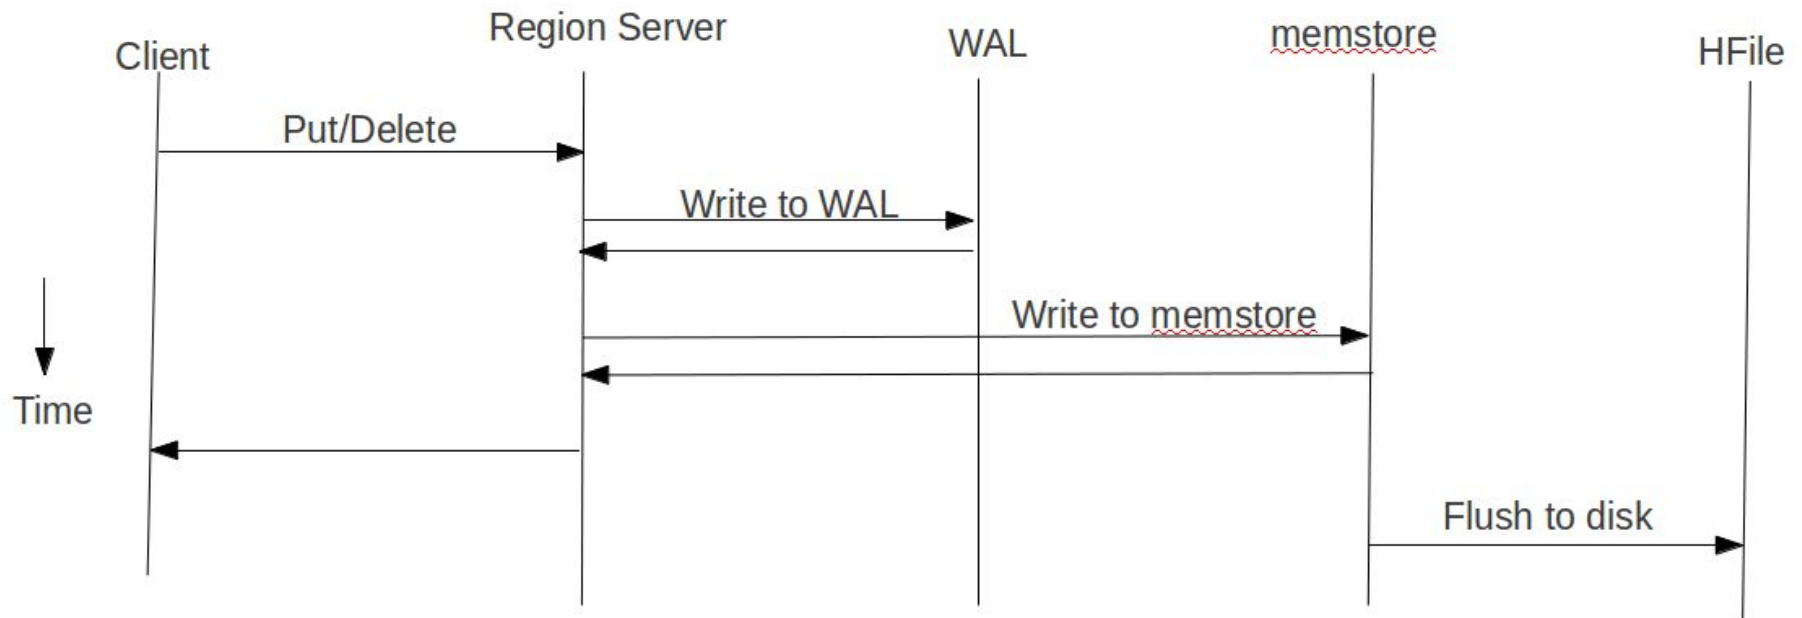 Client
Region Server
WAL
memstore
HFile
Put/Delete
Write to WAL
Write to memstore
Time
Flush to disk